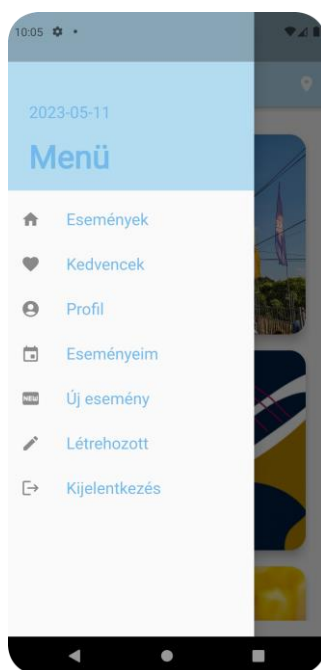 10:05
2023-05-11
Menü
Események
Kedvencek
Profil
Eseményeim
NEW
Új esemény
Létrehozott
Kijelentkezés